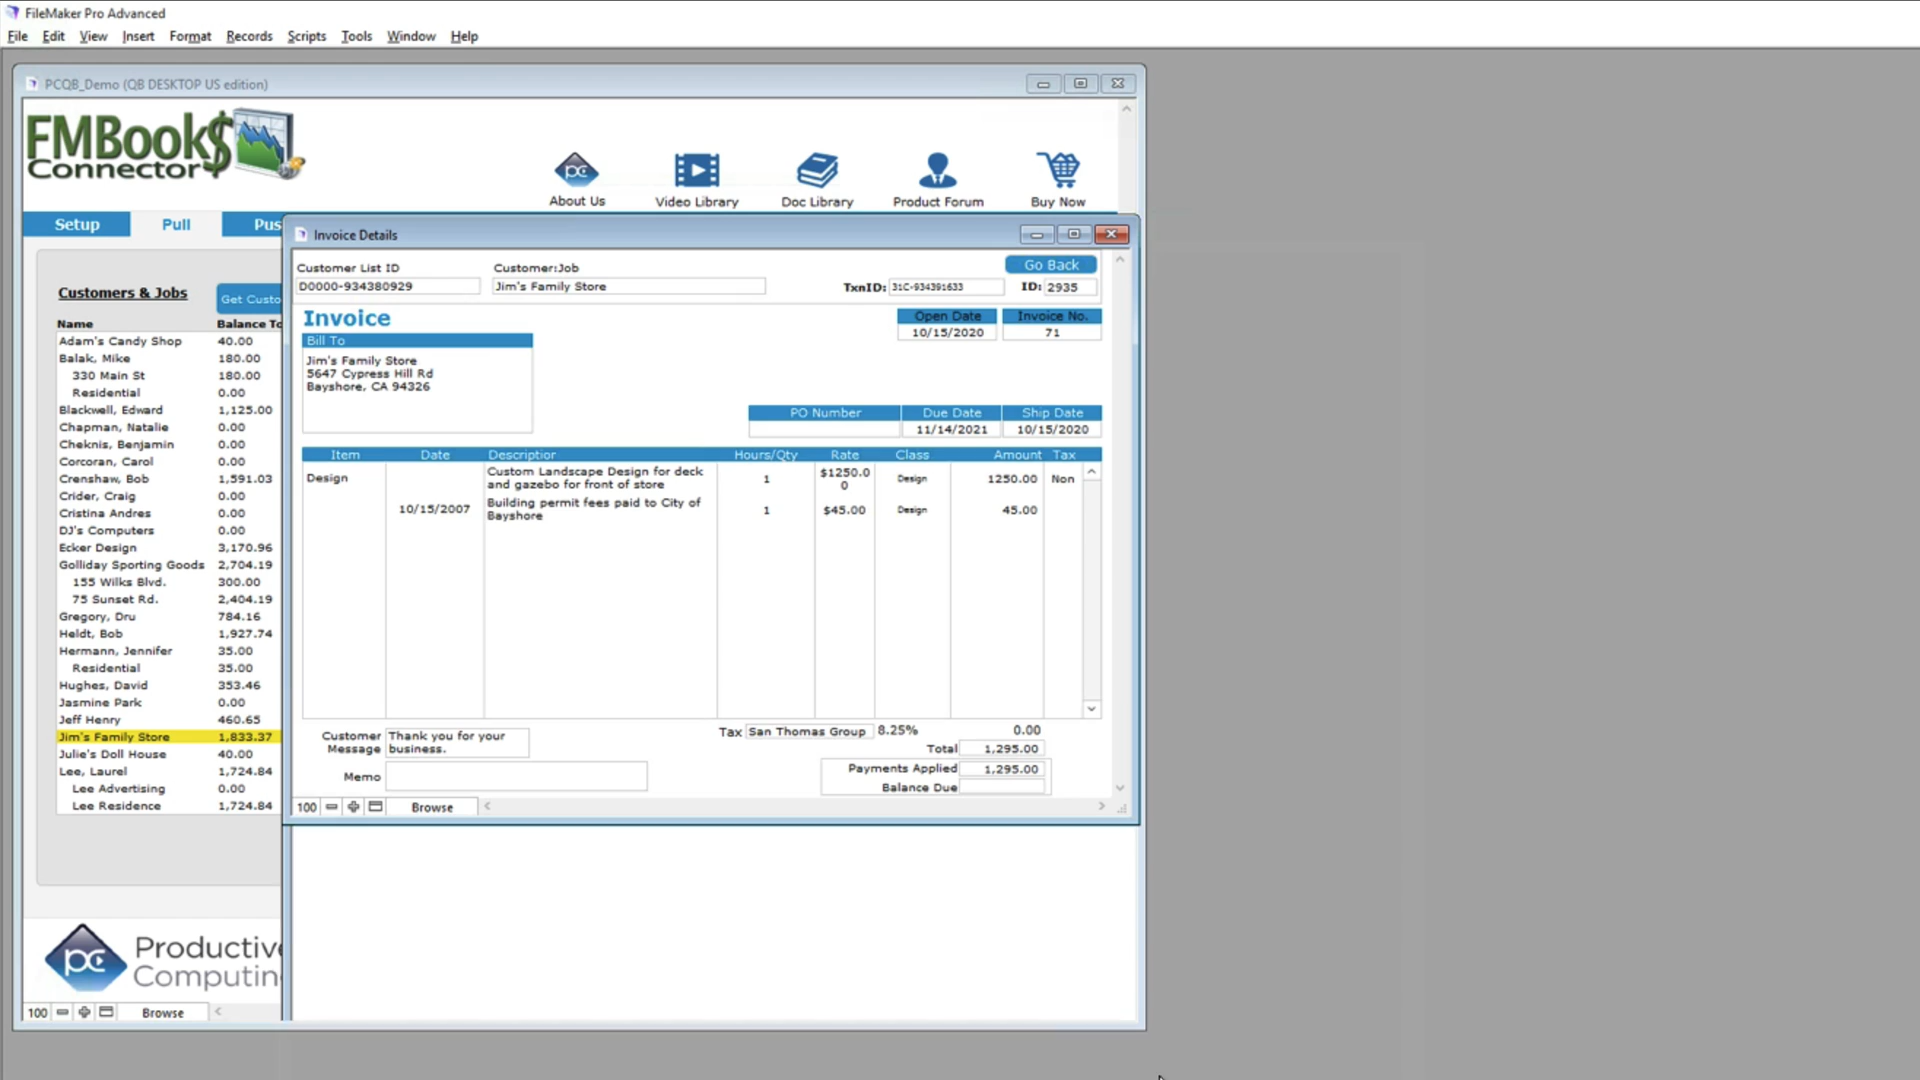 FileMaker Pro Advanced
File Edit View Insert Format Records Scripts Tools Window Help
PCQB_Demo (QB DESKTOP US edition)
FMBook$
Connector
pc
About Us Video Library Doc Library Product Forum Buy Now
Setup Pull Pus
Customers & Jobs Get Custo
Name Balance To
Adam's Candy Shop 40.00
Balak, Mike 180.00
330 Main St 180.00
Residential 0.00
Blackwell, Edward 1,125.00
Chapman, Natalie 0.00
Cheknis, Benjamin 0.00
Corcoran, Carol 0.00
Crenshaw, Bob 1,591.03
Crider, Craig 0.00
Cristina Andres 0.00
DJ's Computers 0.00
Ecker Design 3,170.96
Golliday Sporting Goods 2,704.19
155 Wilks Blvd. 300.00
75 Sunset Rd. 2,404.19
Gregory, Dru 784.16
Heldt, Bob 1,927.74
Hermann, Jennifer 35.00
Residential 35.00
Hughes, David 353.46
Jasmine Park 0.00
Jeff Henry 460.65
Jim's Family Store 1,833.37
Julie's Doll House 40.00
Lee, Laurel 1,724.84
Lee Advertising 0.00
Lee Residence 1,724.84
pc Productive
Computin
100 Browse
Invoice Details
Customer List ID Customer:Job Go Back
D0000-934380929 Jim's Family Store TxnID: 31C-934391633 ID: 2935
Invoice Open Date Invoice No.
10/15/2020 71
Bill To
Jim's Family Store
5647 Cypress Hill Rd
Bayshore, CA 94326
PO Number Due Date Ship Date
11/14/2021 10/15/2020
Item Date Descriptior Hours/Qty Rate Class Amount Tax
Design Custom Landscape Design for deck and gazebo for front of store 1 $1250.00 Design 1250.00 Non
10/15/2007 Building permit fees paid to City of Bayshore 1 $45.00 Design 45.00
Customer Message Thank you for your business.
Tax San Thomas Group 8.25% 0.00
Total 1,295.00
Memo
Payments Applied 1,295.00
Balance Due
100 Browse